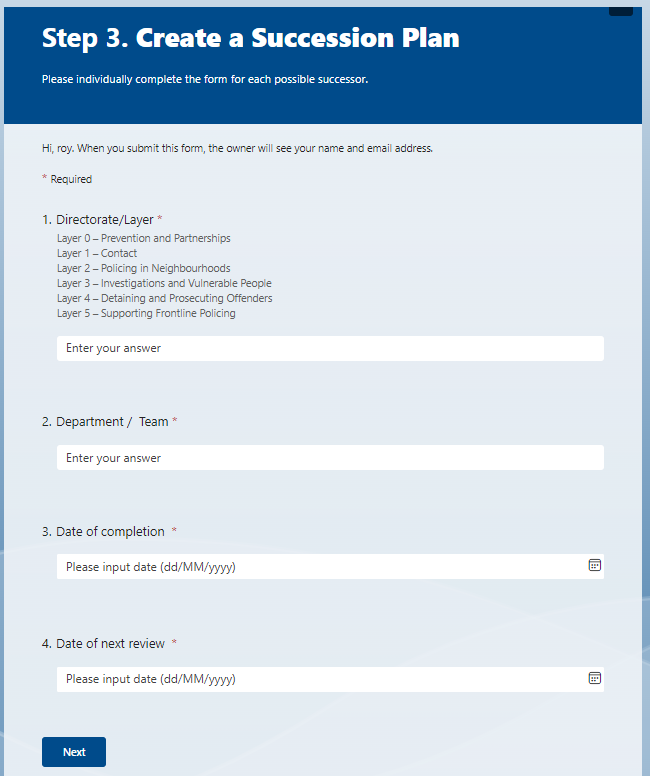 Step 3. Create a Succession Plan
Please individually complete the form for each possible successor.
Hi, roy. When you submit this form, the owner will see your name and email address.
* Required
1. Directorate/Layer *
Layer 0 – Prevention and Partnerships
Layer 1 – Contact
Layer 2 – Policing in Neighbourhoods
Layer 3 – Investigations and Vulnerable People
Layer 4 – Detaining and Prosecuting Offenders
Layer 5 – Supporting Frontline Policing
Enter your answer
2. Department / Team *
Enter your answer
3. Date of completion *
Please input date (dd/MM/yyyy)
4. Date of next review *
Please input date (dd/MM/yyyy)
Next